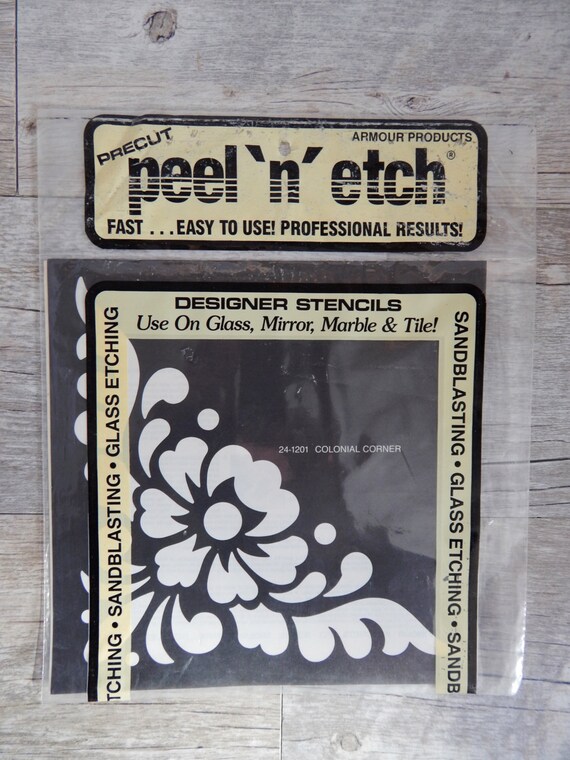 PRECUT
ARMOUR PRODUCTS
peel 'n' etch®
FAST ... EASY TO USE! PROFESSIONAL RESULTS!
DESIGNER STENCILS
Use On Glass, Mirror, Marble & Tile!
TCHING • SANDBLASTING • GLASS ETCHING
24-1201 COLONIAL CORNER
SANDBLASTING • GLASS ETCHING • SANDB